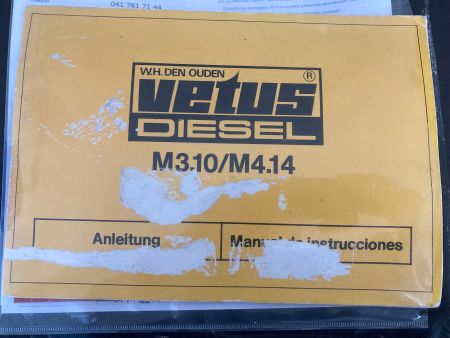 041 761 71 44
W.H. DEN OUDEN
vetus ®
DIESEL
M3.10/M4.14
Anleitung
Manual de instrucciones